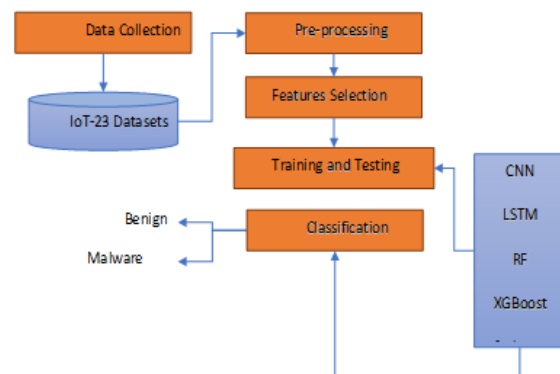 Data Collection
IoT-23 Datasets
Pre-processing
Features Selection
Training and Testing
Classification
Benign
Malware
CNN
LSTM
RF
XGBoost